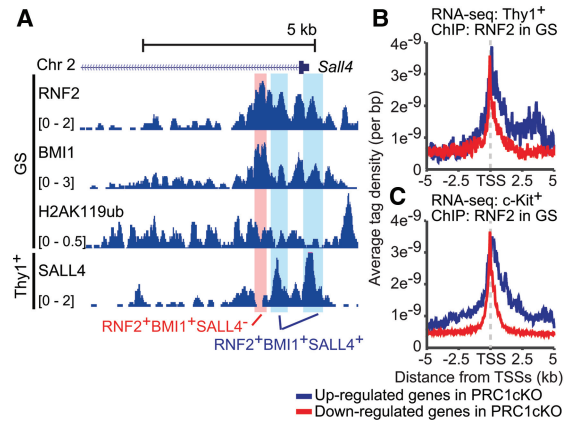 A
5 kb
Chr 2
Sall4
GS
RNF2
[0 - 2]
BMI1
[0 - 3]
H2AK119ub
[0 - 0.5]
Thy1⁺
SALL4
[0 - 2]
RNF2⁺BMI1⁺SALL4⁻
RNF2⁺BMI1⁺SALL4⁺
B
RNA-seq: Thy1⁺
ChIP: RNF2 in GS
4e⁻⁹
3e⁻⁹
2e⁻⁹
1e⁻⁹
0
-5 -2.5 TSS 2.5 5
Average tag density (per bp)
C
RNA-seq: c-Kit⁺
ChIP: RNF2 in GS
4e⁻⁹
3e⁻⁹
2e⁻⁹
1e⁻⁹
0
-5 -2.5 TSS 2.5 5
Distance from TSSs (kb)
Up-regulated genes in PRC1cKO
Down-regulated genes in PRC1cKO